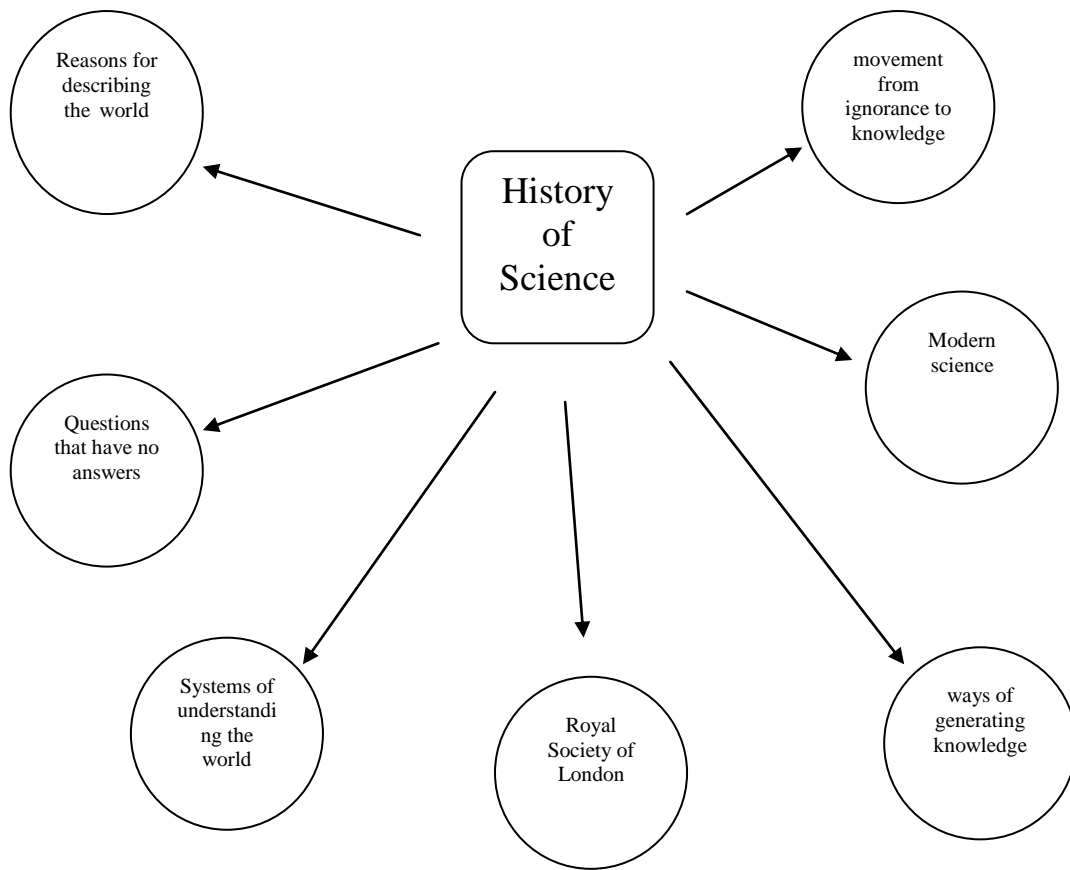 Reasons for
describing
the world
movement
from
ignorance to
knowledge
History
of
Science
Modern
science
Questions
that have no
answers
Systems of
understandi
ng the
world
Royal
Society of
London
ways of
generating
knowledge